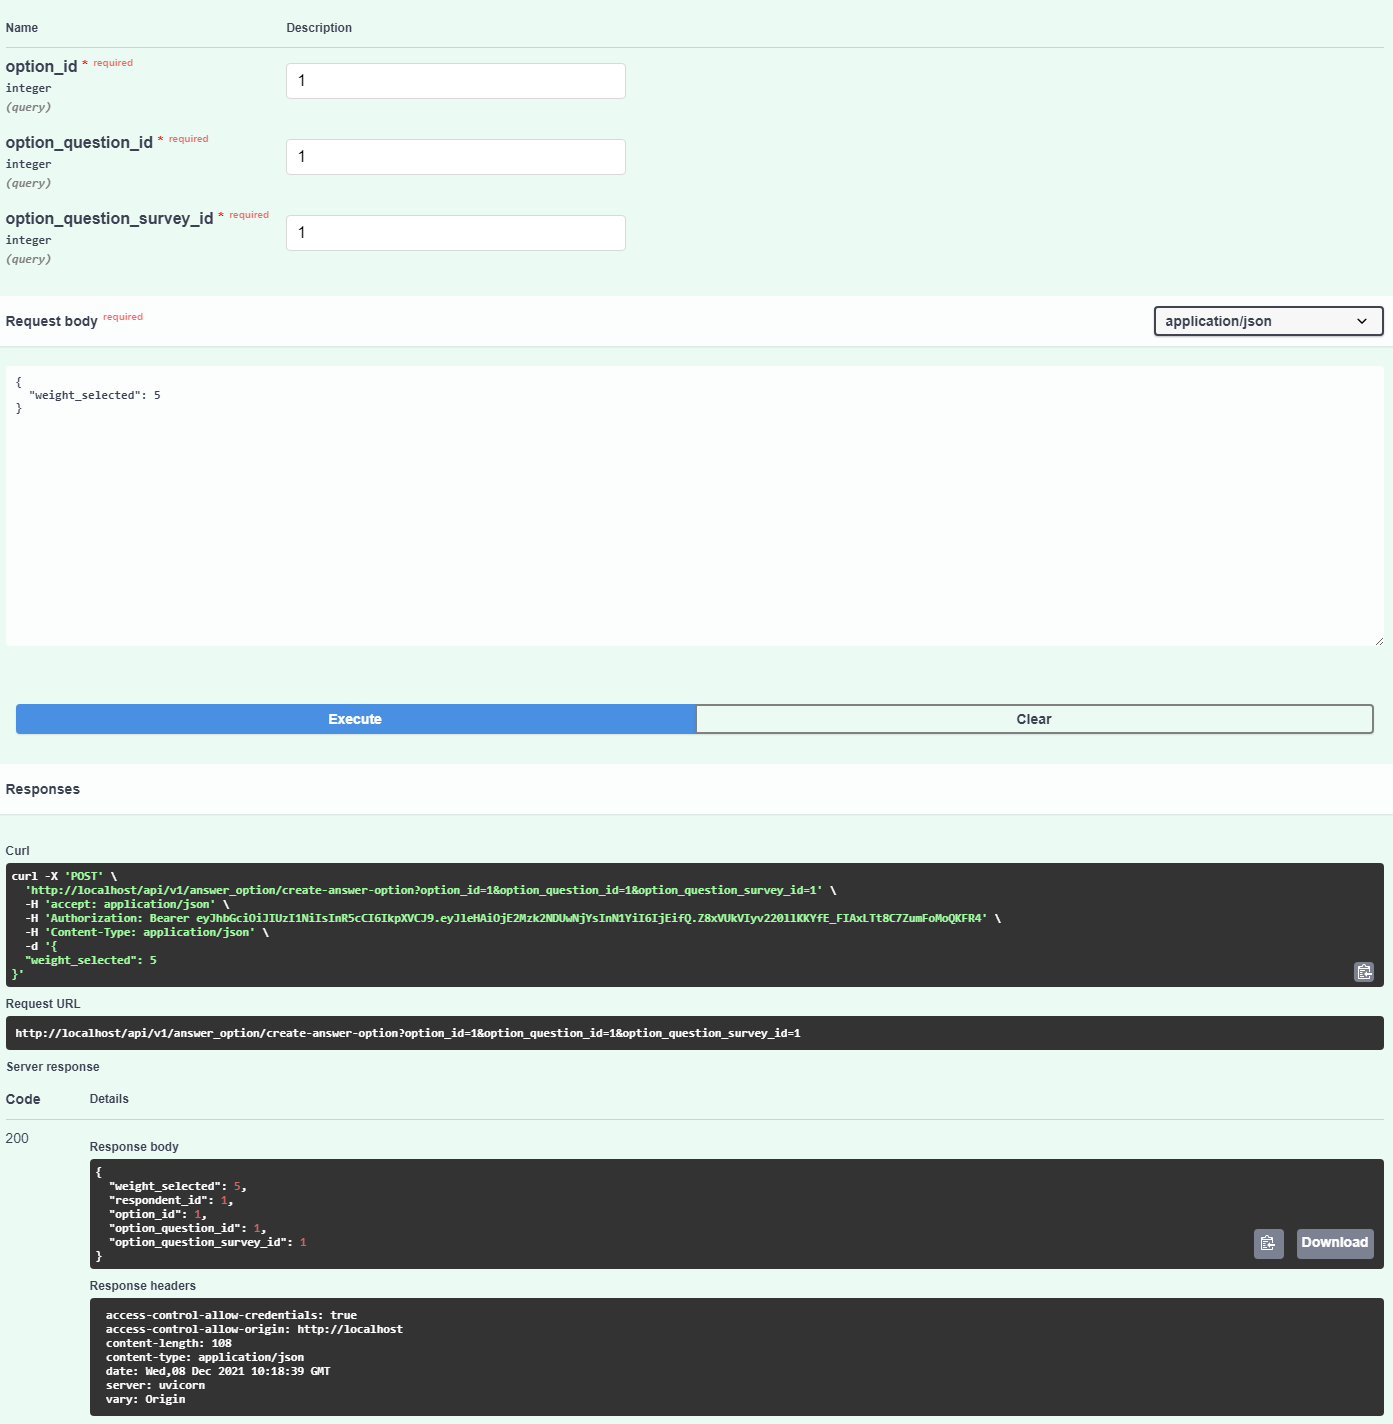 Name Description
option_id * required
integer
(query)
1
option_question_id * required
integer
(query)
1
option_question_survey_id * required
integer
(query)
1
Request body required
application/json
{
  "weight_selected": 5
}
Execute Clear
Responses
Curl
curl -X 'POST' \
  'http://localhost/api/v1/answer_option/create-answer-option?option_id=1&option_question_id=1&option_question_survey_id=1' \
  -H 'accept: application/json' \
  -H 'Authorization: Bearer eyJhbGciOiJIUzI1NiIsInR5cCI6IkpXVCJ9.eyJleHAiOjE2Mzk2NDUwNjYsInN1YiI6IjEifQ.Z8xVUkVIyv220llKKYfE_FIAxLTt8C7ZumFoMoQKFR4' \
  -H 'Content-Type: application/json' \
  -d '{
  "weight_selected": 5
}'
Request URL
http://localhost/api/v1/answer_option/create-answer-option?option_id=1&option_question_id=1&option_question_survey_id=1
Server response
Code Details
200
Response body
{
  "weight_selected": 5,
  "respondent_id": 1,
  "option_id": 1,
  "option_question_id": 1,
  "option_question_survey_id": 1
}
Download
Response headers
access-control-allow-credentials: true
access-control-allow-origin: http://localhost
content-length: 108
content-type: application/json
date: Wed,08 Dec 2021 10:18:39 GMT
server: uvicorn
vary: Origin